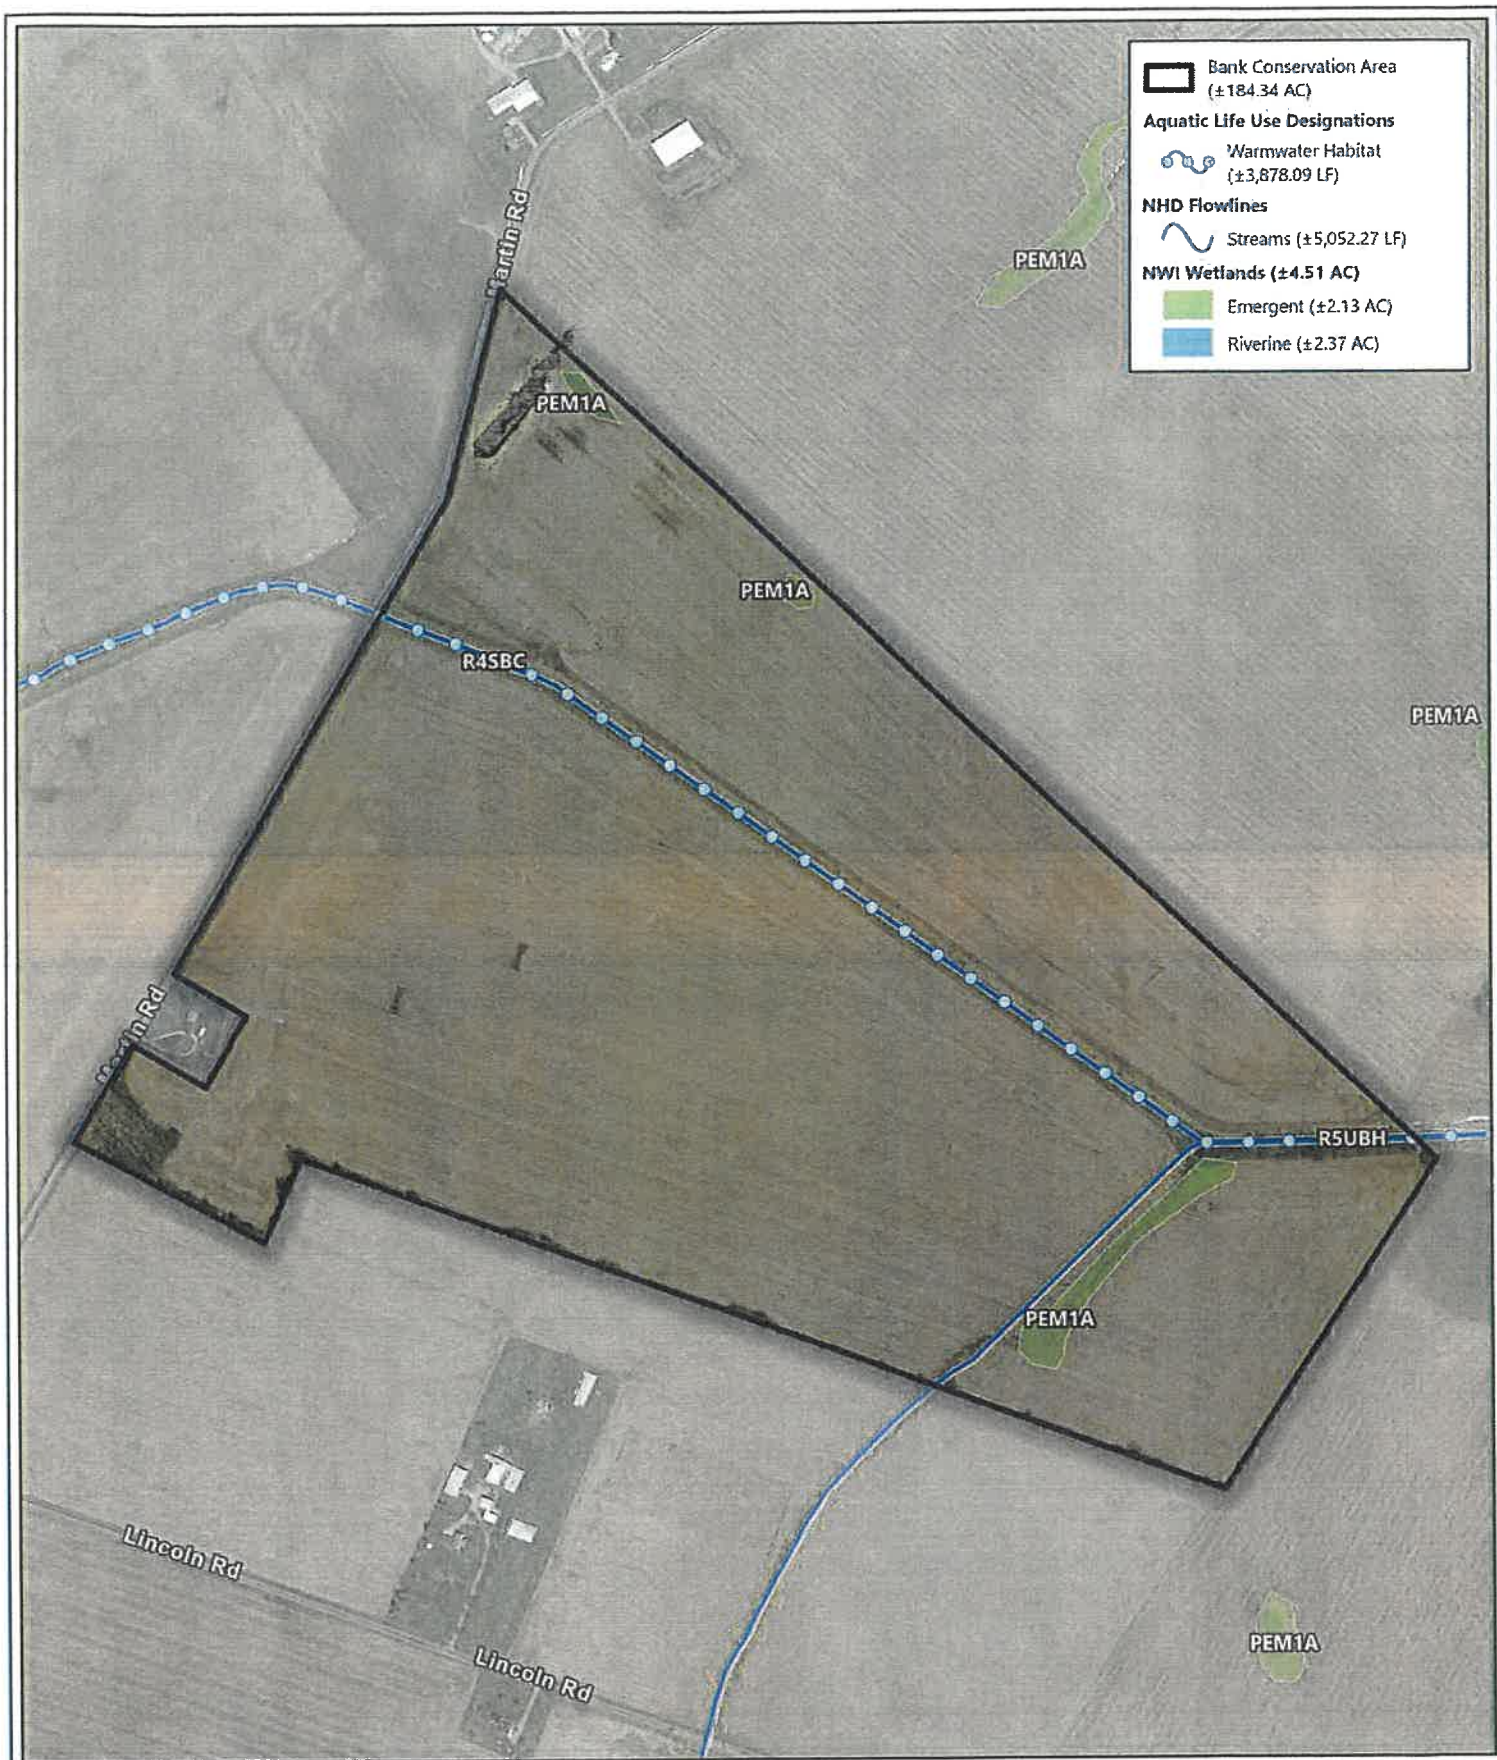 Bank Conservation Area
(±184.34 AC)
Aquatic Life Use Designations
Warmwater Habitat
(±3,878.09 LF)
NHD Flowlines
Streams (±5,052.27 LF)
NWI Wetlands (±4.51 AC)
Emergent (±2.13 AC)
Riverine (±2.37 AC)
Martin Rd
PEM1A
PEM1A
PEM1A
R4SBC
PEM1A
Martin Rd
R5UBH
PEM1A
Lincoln Rd
PEM1A
Lincoln Rd